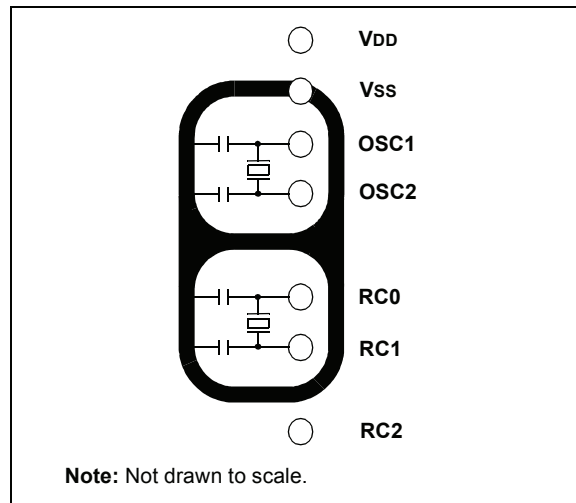 VDD
VSS
OSC1
OSC2
RC0
RC1
RC2
Note: Not drawn to scale.